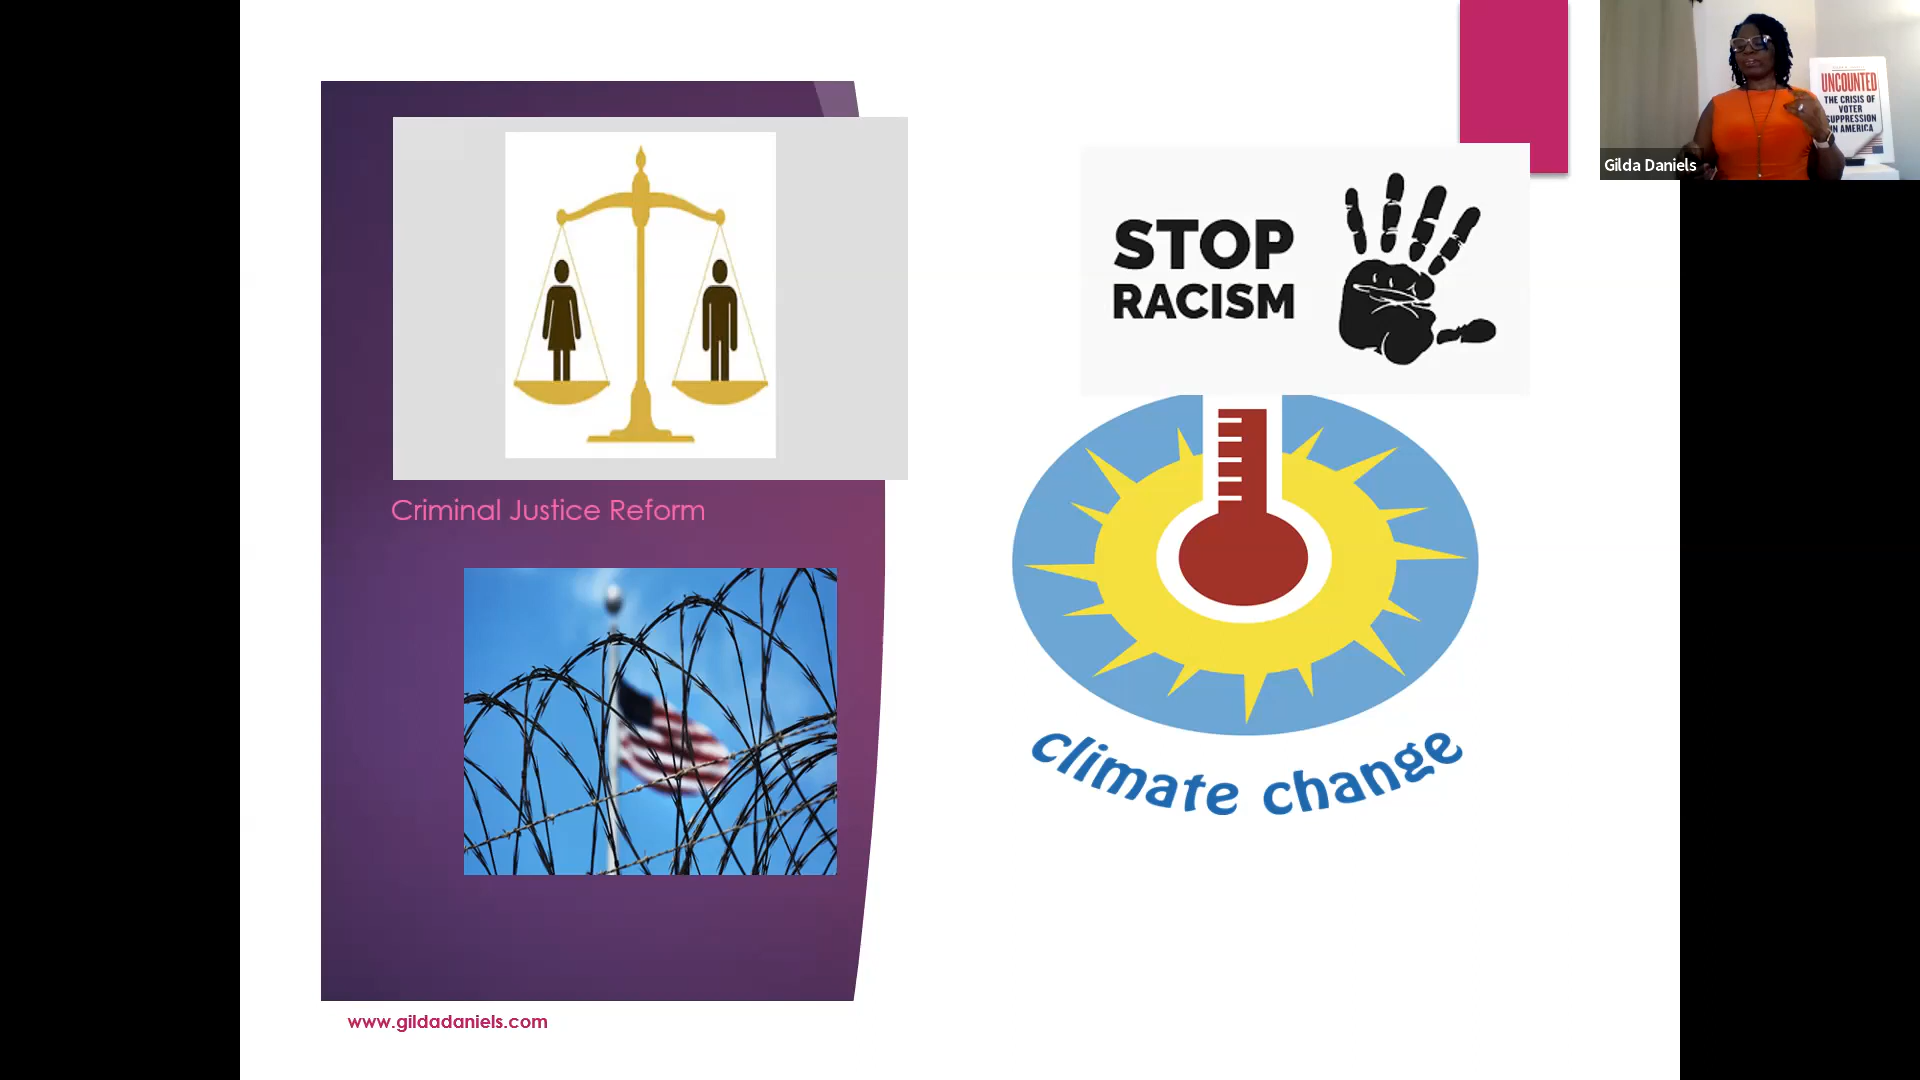 STOP
RACISM
Criminal Justice Reform
climate change
www.gildadaniels.com
Gilda Daniels
UNCOUNTED
THE CRISIS OF
VOTER
SUPPRESSION
IN AMERICA